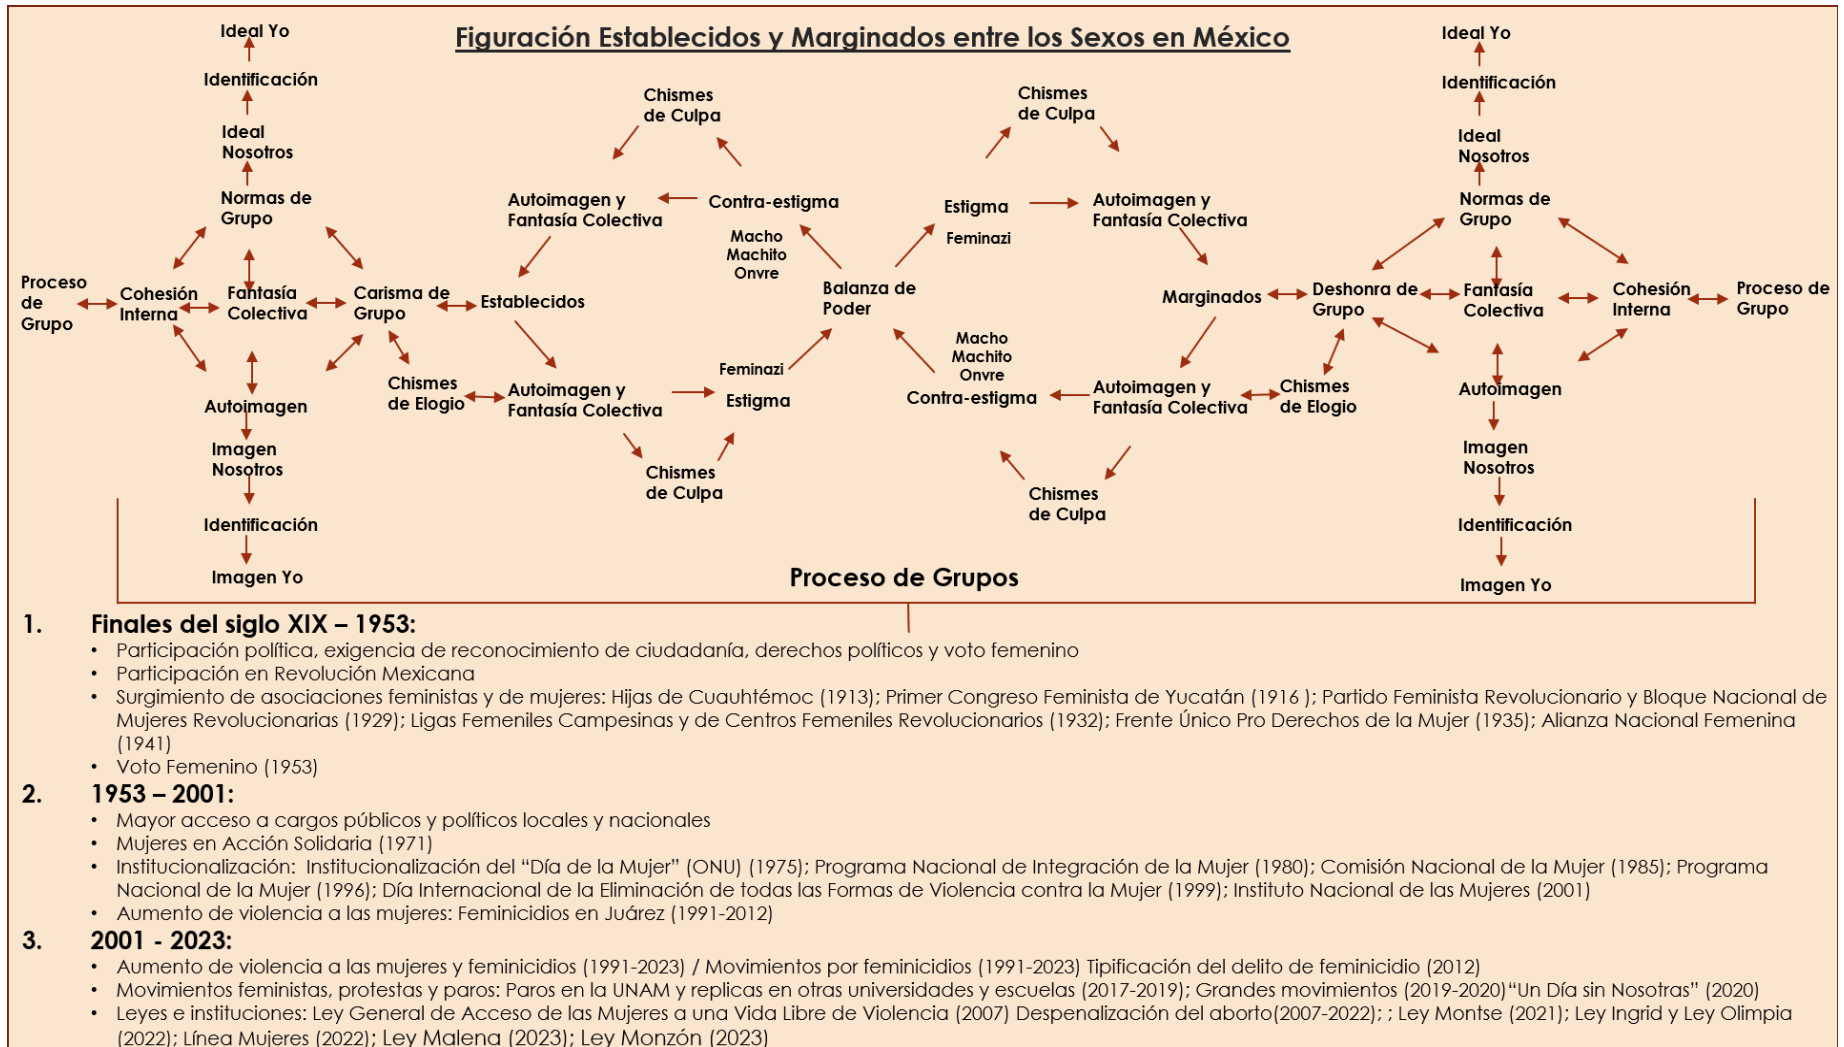 Figuración Establecidos y Marginados entre los Sexos en México
Ideal Yo
Identificación
Ideal
Nosotros
Normas de
Grupo
Proceso
de
Grupo
Cohesión
Interna
Fantasía
Colectiva
Carisma de
Grupo
Establecidos
Chismes
de Elogio
Autoimagen
Imagen
Nosotros
Identificación
Imagen Yo
Chismes
de Culpa
Autoimagen y
Fantasía Colectiva
Contra-estigma
Macho
Machito
Onvre
Autoimagen y
Fantasía Colectiva
Feminazi
Estigma
Chismes
de Culpa
Balanza de
Poder
Chismes
de Culpa
Estigma
Feminazi
Autoimagen y
Fantasía Colectiva
Marginados
Macho
Machito
Onvre
Contra-estigma
Autoimagen y
Fantasía Colectiva
Chismes
de Elogio
Chismes
de Culpa
Ideal Yo
Identificación
Ideal
Nosotros
Normas de
Grupo
Deshonra de
Grupo
Fantasía
Colectiva
Cohesión
Interna
Proceso de
Grupo
Autoimagen
Imagen
Nosotros
Identificación
Imagen Yo
Proceso de Grupos
1. Finales del siglo XIX – 1953:
• Participación política, exigencia de reconocimiento de ciudadanía, derechos políticos y voto femenino
• Participación en Revolución Mexicana
• Surgimiento de asociaciones feministas y de mujeres: Hijas de Cuauhtémoc (1913); Primer Congreso Feminista de Yucatán (1916 ); Partido Feminista Revolucionario y Bloque Nacional de
Mujeres Revolucionarias (1929); Ligas Femeniles Campesinas y de Centros Femeniles Revolucionarios (1932); Frente Único Pro Derechos de la Mujer (1935); Alianza Nacional Femenina
(1941)
• Voto Femenino (1953)
2. 1953 – 2001:
• Mayor acceso a cargos públicos y políticos locales y nacionales
• Mujeres en Acción Solidaria (1971)
• Institucionalización: Institucionalización del “Día de la Mujer” (ONU) (1975); Programa Nacional de Integración de la Mujer (1980); Comisión Nacional de la Mujer (1985); Programa
Nacional de la Mujer (1996); Día Internacional de la Eliminación de todas las Formas de Violencia contra la Mujer (1999); Instituto Nacional de las Mujeres (2001)
• Aumento de violencia a las mujeres: Feminicidios en Juárez (1991-2012)
3. 2001 - 2023:
• Aumento de violencia a las mujeres y feminicidios (1991-2023) / Movimientos por feminicidios (1991-2023) Tipificación del delito de feminicidio (2012)
• Movimientos feministas, protestas y paros: Paros en la UNAM y replicas en otras universidades y escuelas (2017-2019); Grandes movimientos (2019-2020)“Un Día sin Nosotras” (2020)
• Leyes e instituciones: Ley General de Acceso de las Mujeres a una Vida Libre de Violencia (2007) Despenalización del aborto(2007-2022); ; Ley Montse (2021); Ley Ingrid y Ley Olimpia
(2022); Línea Mujeres (2022); Ley Malena (2023); Ley Monzón (2023)